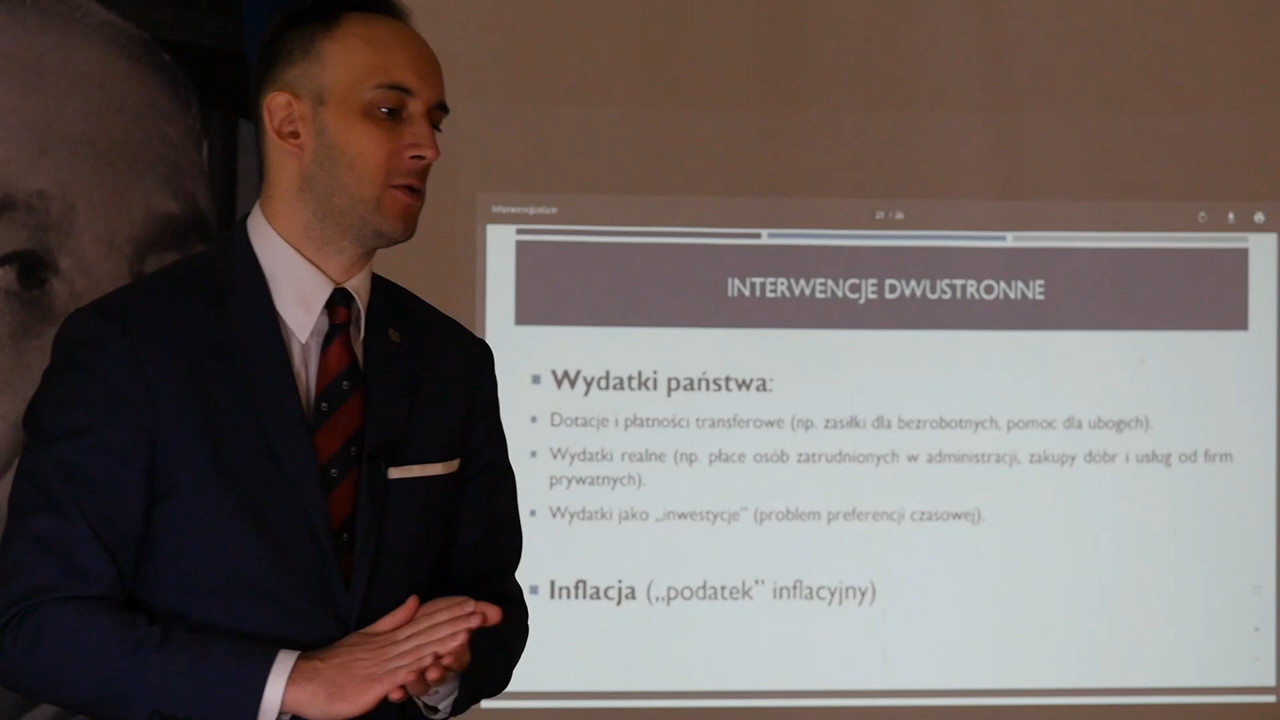 INTERWENCJE DWUSTRONNE
Wydatki państwa:
Dotacje i płatności transferowe (np. zasiłki dla bezrobotnych, pomoc dla ubogich).
Wydatki realne (np. płace osób zatrudnionych w administracji, zakupy dóbr i usług od firm
prywatnych).
Wydatki jako „inwestycje” (problem preferencji czasowej).
Inflacja („podatek” inflacyjny)